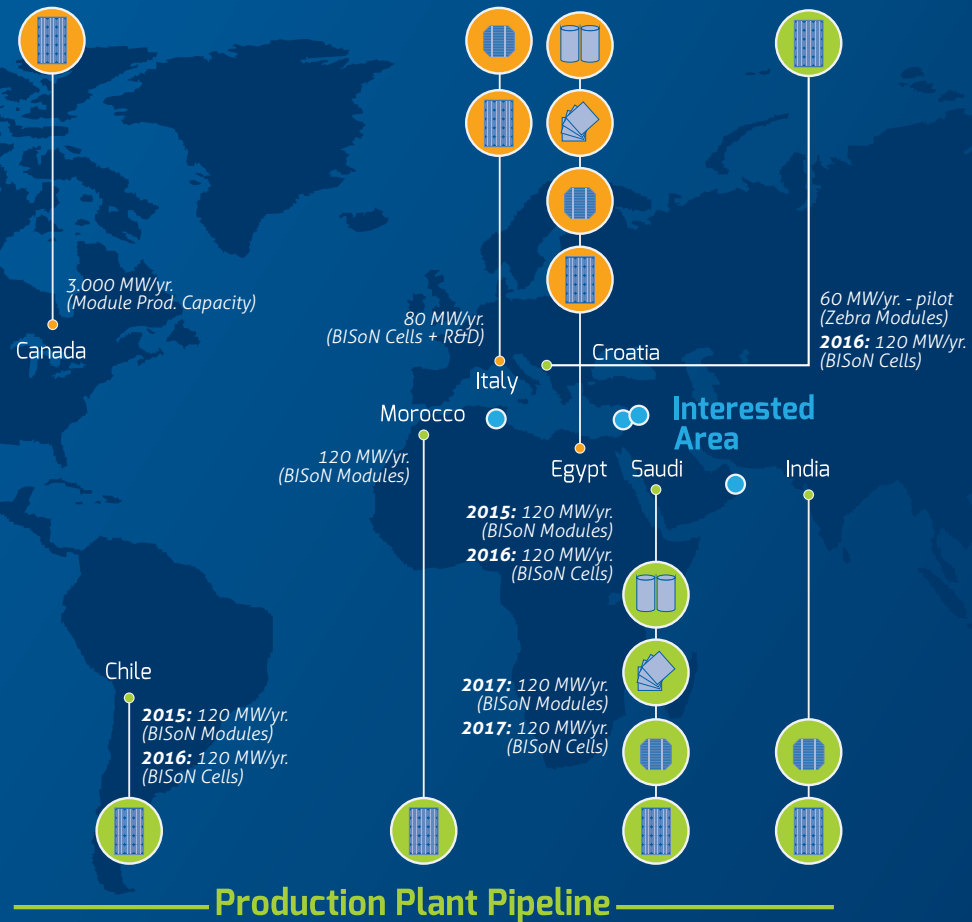 3.000 MW/yr.
(Module Prod. Capacity)
Canada
80 MW/yr.
(BISoN Cells + R&D)
Italy
Croatia
60 MW/yr. - pilot
(Zebra Modules)
2016: 120 MW/yr.
(BISoN Cells)
Morocco
120 MW/yr.
(BISoN Modules)
Interested
Area
Egypt
Saudi
India
2015: 120 MW/yr.
(BISoN Modules)
2016: 120 MW/yr.
(BISoN Cells)
2017: 120 MW/yr.
(BISoN Modules)
2017: 120 MW/yr.
(BISoN Cells)
Chile
2015: 120 MW/yr.
(BISoN Modules)
2016: 120 MW/yr.
(BISoN Cells)
Production Plant Pipeline